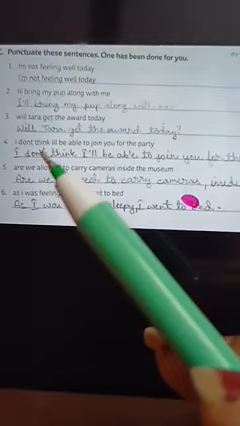 Punctuate these sentences. One has been done for you.
1. im not feeling well today
I'm not feeling well today
2. ill bring my pup along with me
I'll bring my pup along with me.
3. will tara get the award today
Will Tara get the award today?
4. i dont think ill be able to join you for the party
I don't think I'll be able to join you for the
5. are we to carry cameras inside the museum
Are we to carry cameras, inside
6. as i was to bed
As I was sleepy, I went to bed.